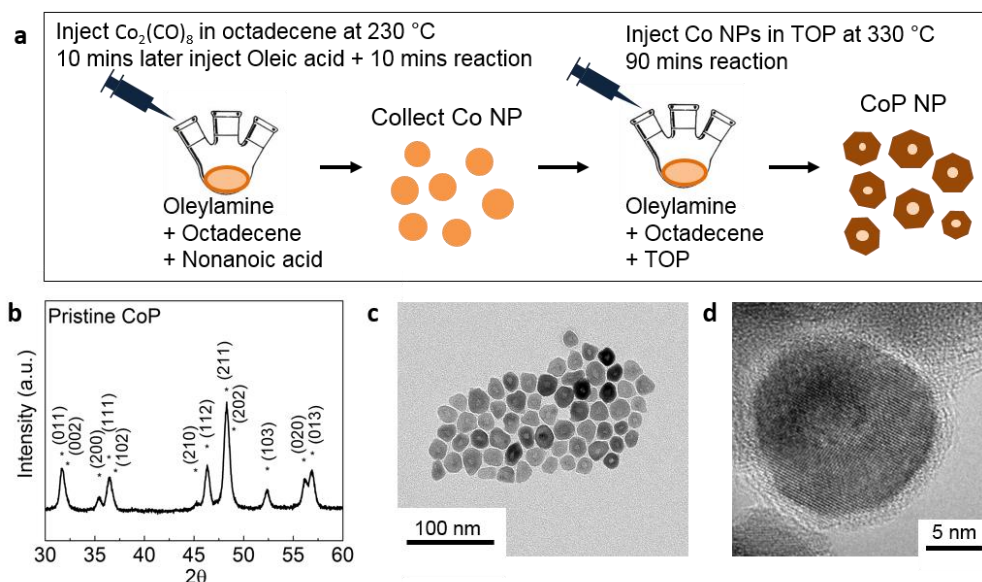 a
Inject Co₂(CO)₈ in octadecene at 230 °C
10 mins later inject Oleic acid + 10 mins reaction
Inject Co NPs in TOP at 330 °C
90 mins reaction
Collect Co NP
CoP NP
Oleylamine
+ Octadecene
+ Nonanoic acid
Oleylamine
+ Octadecene
+ TOP
b
Pristine CoP
Intensity (a.u.)
* (011)
* (002)
* (200)
* (111)
* (102)
* (210)
* (112)
* (211)
* (202)
* (103)
* (020)
* (013)
30 35 40 45 50 55 60
2θ
c
100 nm
d
5 nm